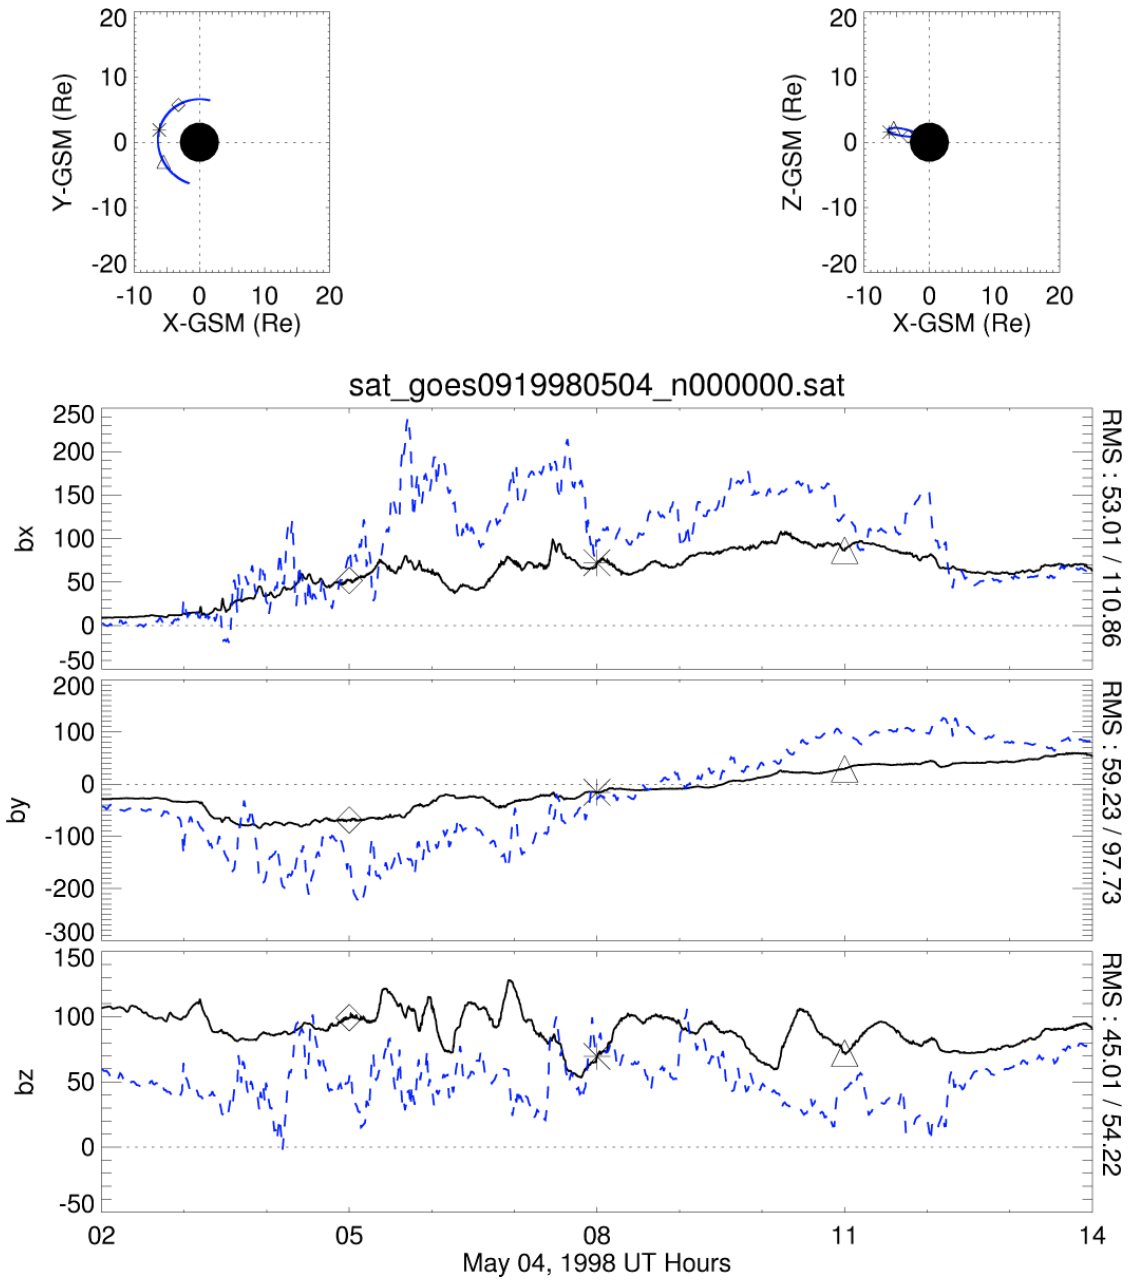 20
10
0
-10
-20
Y-GSM (Re)
-10 0 10 20
X-GSM (Re)
20
10
0
-10
-20
Z-GSM (Re)
-10 0 10 20
X-GSM (Re)
sat_goes0919980504_n000000.sat
250
200
150
100
50
0
-50
bx
RMS : 53.01 / 110.86
200
100
0
-100
-200
-300
by
RMS : 59.23 / 97.73
150
100
50
0
-50
bz
RMS : 45.01 / 54.22
02 05 08 11 14
May 04, 1998 UT Hours